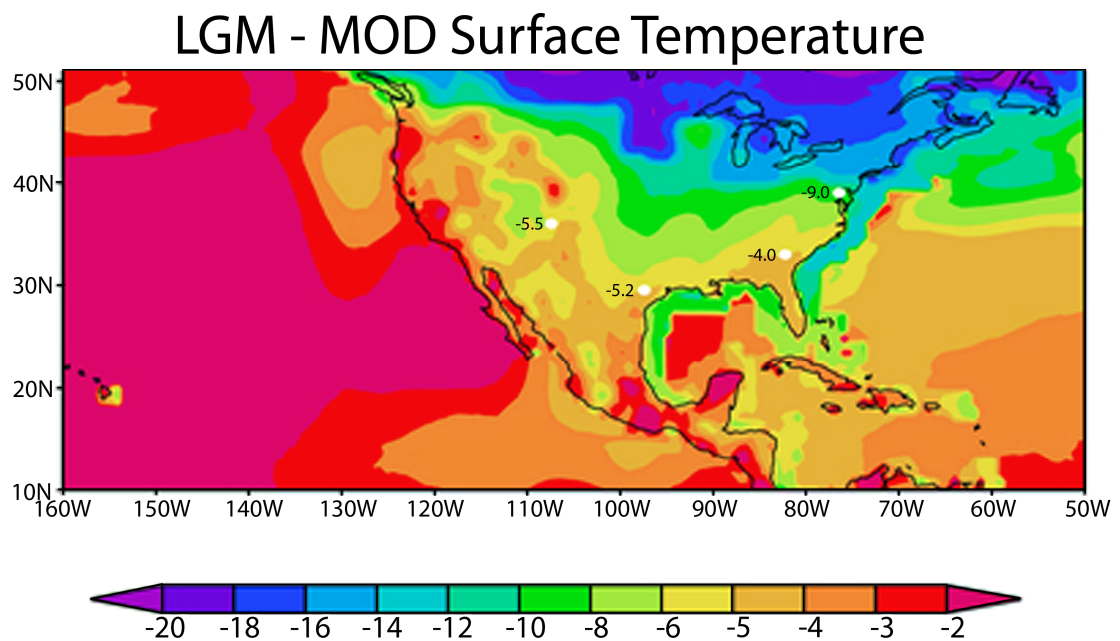 LGM - MOD Surface Temperature
50N
40N
30N
20N
10N
-9.0
-5.5
-4.0
-5.2
160W 150W 140W 130W 120W 110W 100W 90W 80W 70W 60W 50W
-20 -18 -16 -14 -12 -10 -8 -6 -5 -4 -3 -2